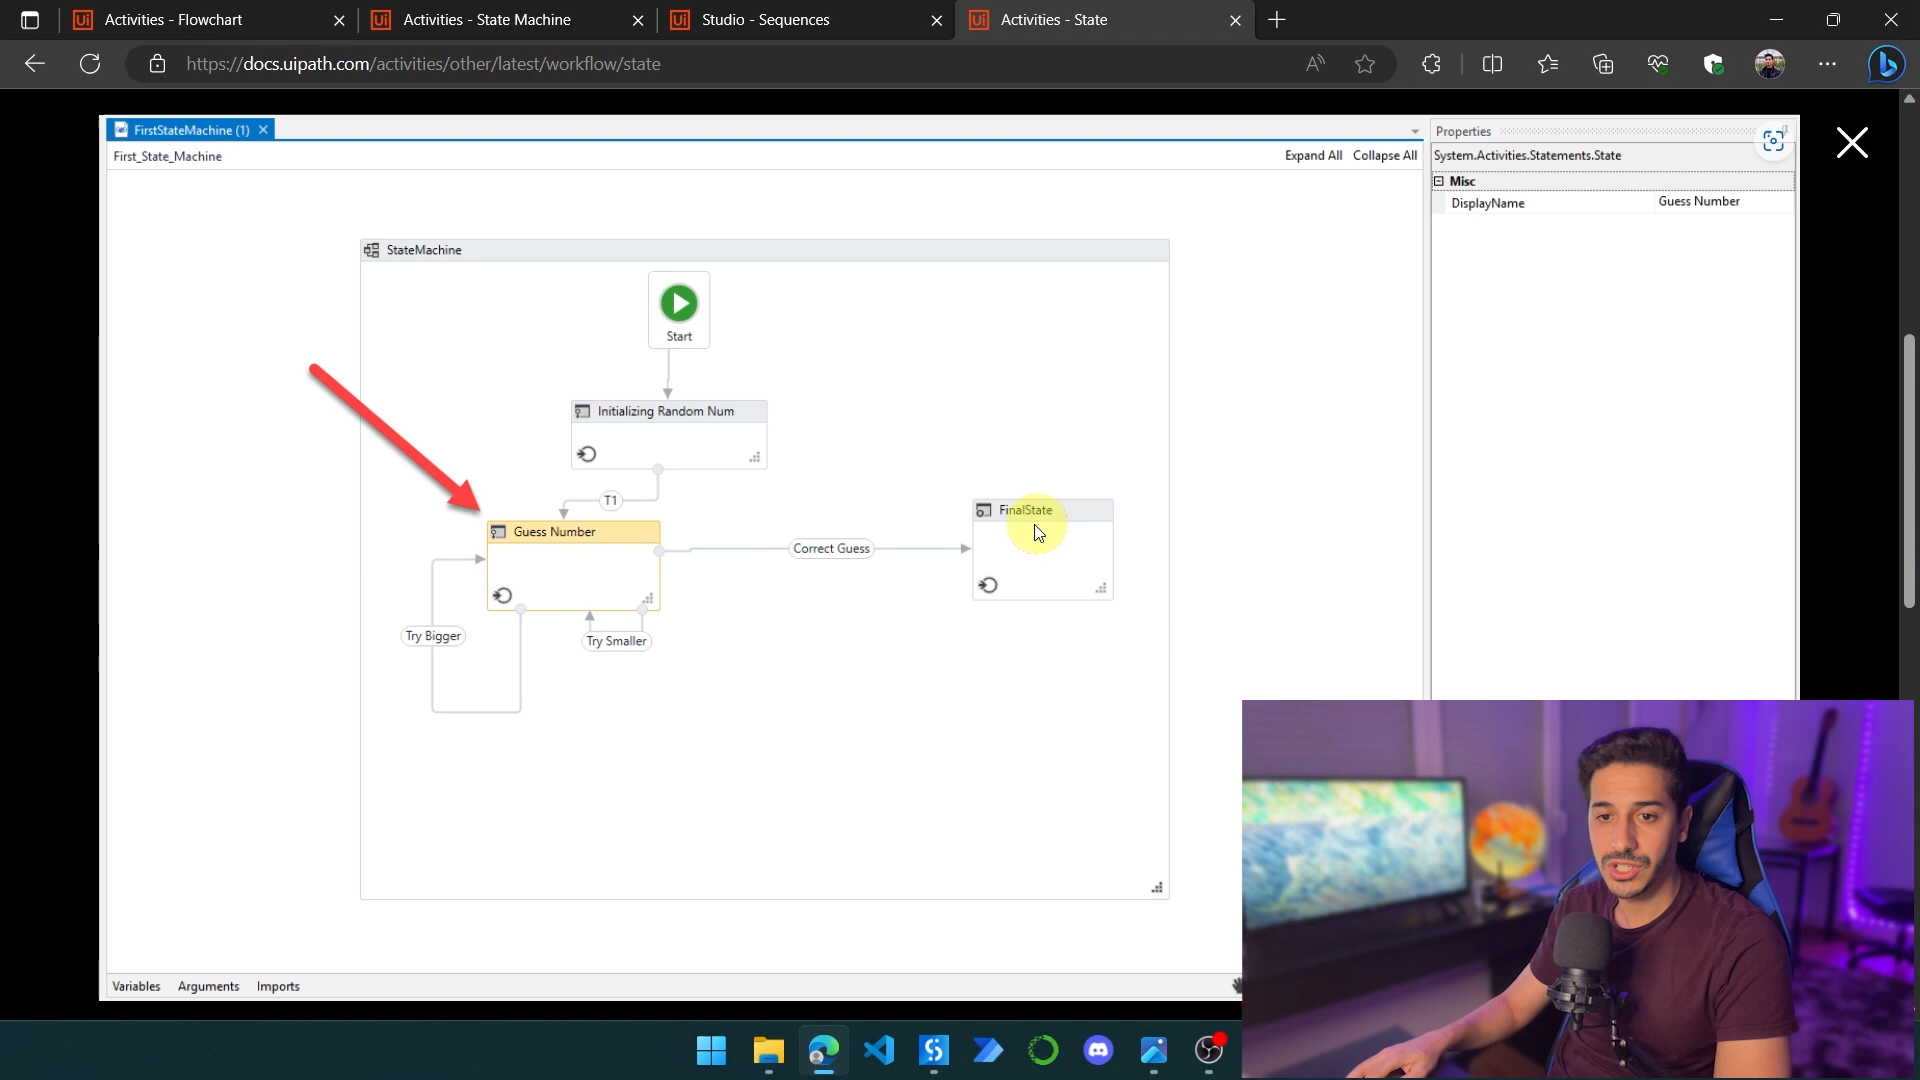 Activities - Flowchart
Activities - State Machine
Studio - Sequences
Activities - State
https://docs.uipath.com/activities/other/latest/workflow/state
FirstStateMachine (1)
First_State_Machine
Expand All Collapse All
Properties
System.Activities.Statements.State
Misc
DisplayName Guess Number
StateMachine
Start
Initializing Random Num
T1
Guess Number
Correct Guess
FinalState
Try Bigger
Try Smaller
Variables Arguments Imports